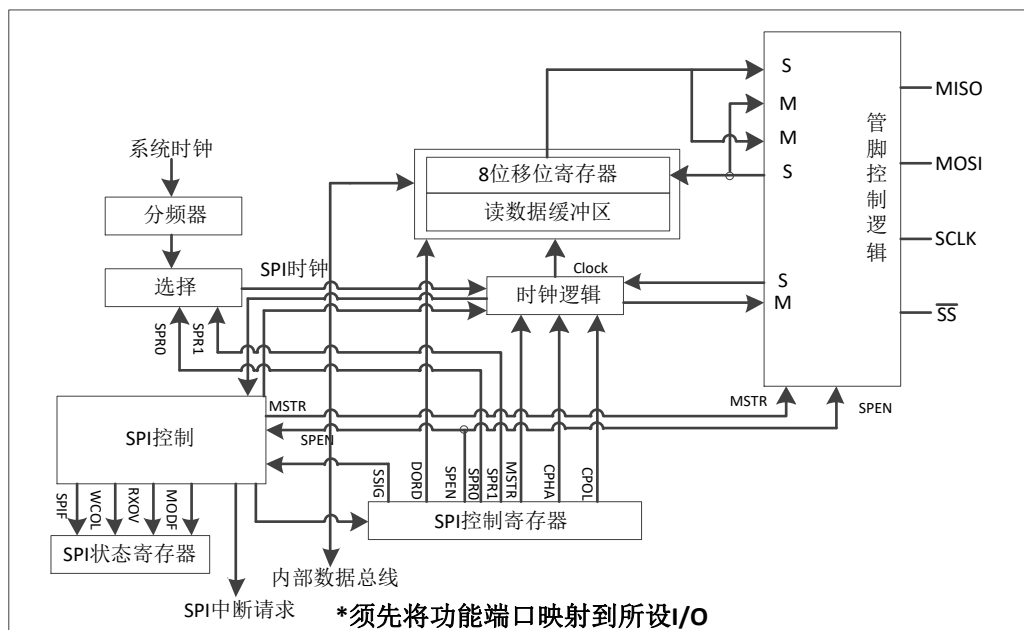 系统时钟
分频器
选择
SPI时钟
SPR0
SPR1
8位移位寄存器
读数据缓冲区
Clock
时钟逻辑
S
M
M
S
S
M
管脚控制逻辑
MISO
MOSI
SCLK
SS
MSTR
SPEN
SPI控制
MSTR
SPEN
SSIG
DORD
SPEN
SPR0
SPR1
MSTR
CPHA
CPOL
SPI控制寄存器
SPIF
WCOL
RXOV
MODF
SPI状态寄存器
SPI中断请求
内部数据总线
*须先将功能端口映射到所设I/O